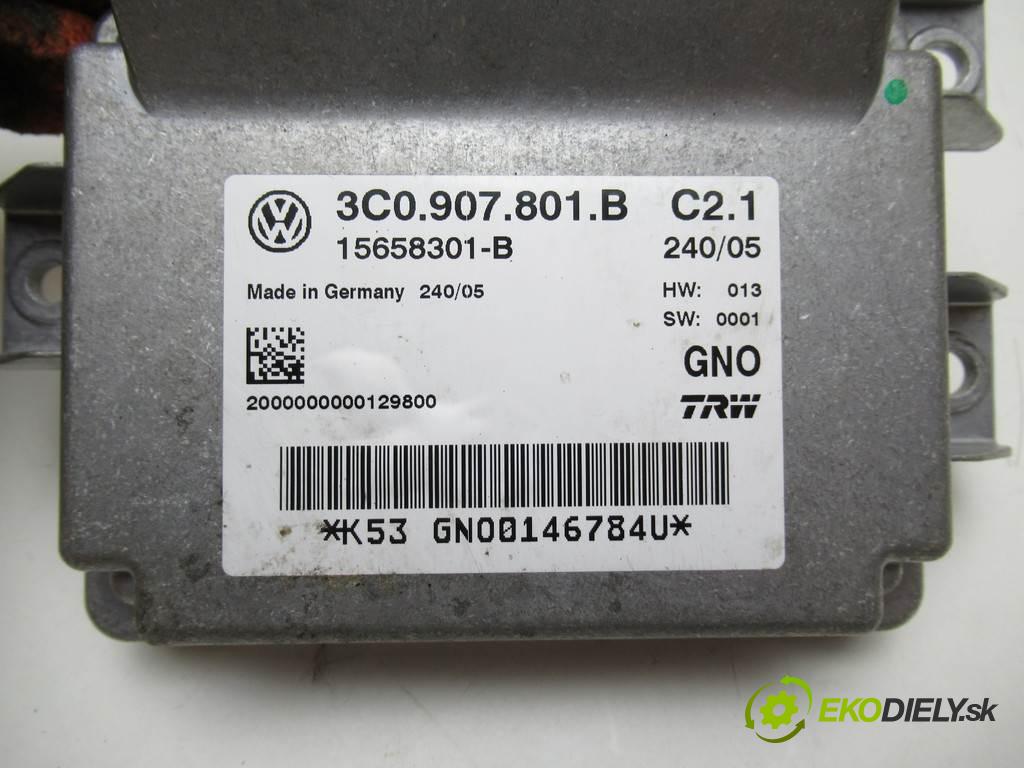 3C0.907.801.B C2.1
15658301-B 240/05
Made in Germany 240/05 HW: 013
SW: 0001
GNO
2000000000129800 TRW
*K53 GNO0146784U*
EKODIELY.sk